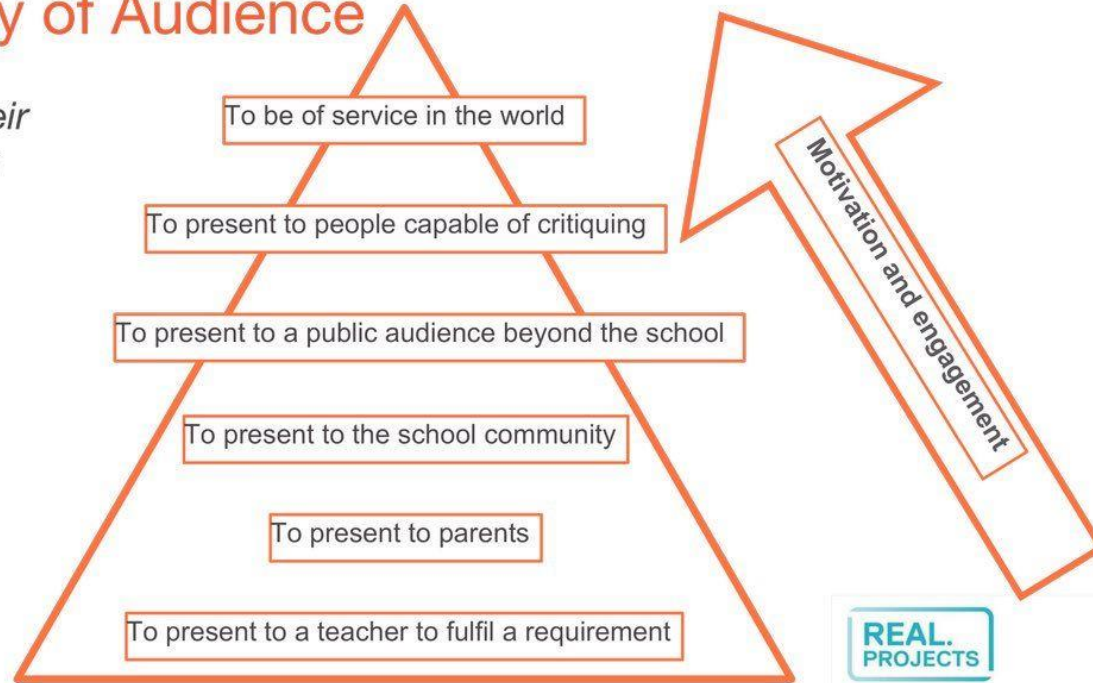 y of Audience
eir
To be of service in the world
To present to people capable of critiquing
To present to a public audience beyond the school
To present to the school community
To present to parents
To present to a teacher to fulfil a requirement
Motivation and engagement
REAL.
PROJECTS